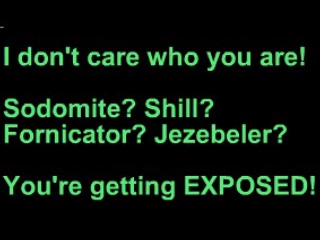 I don't care who you are!
Sodomite? Shill?
Fornicator? Jezebeler?
You're getting EXPOSED!